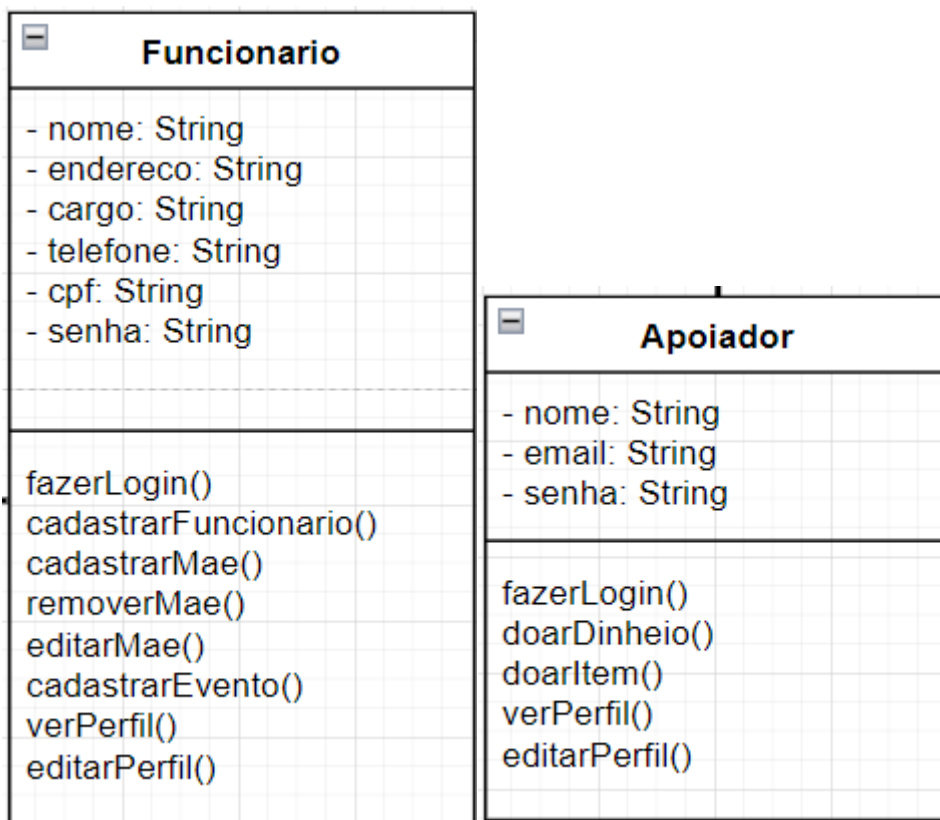 Funcionario
- nome: String
- endereco: String
- cargo: String
- telefone: String
- cpf: String
- senha: String
fazerLogin()
cadastrarFuncionario()
cadastrarMae()
removerMae()
editarMae()
cadastrarEvento()
verPerfil()
editarPerfil()
Apoiador
- nome: String
- email: String
- senha: String
fazerLogin()
doarDinheio()
doarItem()
verPerfil()
editarPerfil()